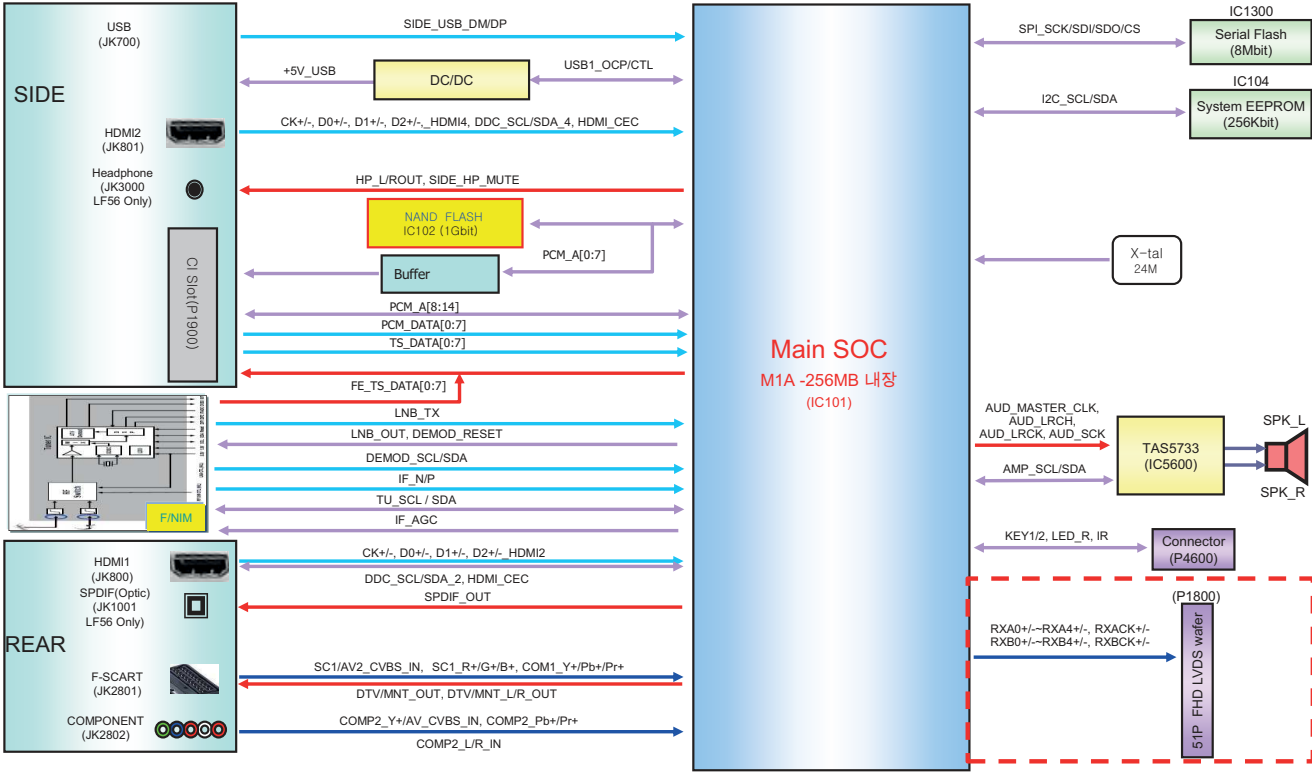 USB
(JK700)
SIDE
HDMI2
(JK801)
Headphone
(JK3000
LF56 Only)
CI Slot(P1900)
SIDE_USB_DM/DP
+5V_USB
DC/DC
USB1_OCP/CTL
CK+/-, D0+/-, D1+/-, D2+/-,_HDMI4, DDC_SCL/SDA_4, HDMI_CEC
HP_L/ROUT, SIDE_HP_MUTE
NAND FLASH
IC102 (1Gbit)
PCM_A[0:7]
Buffer
PCM_A[8:14]
PCM_DATA[0:7]
TS_DATA[0:7]
FE_TS_DATA[0:7]
LNB_TX
LNB_OUT, DEMOD_RESET
DEMOD_SCL/SDA
IF_N/P
TU_SCL / SDA
IF_AGC
F/NIM
HDMI1
(JK800)
SPDIF(Optic)
(JK1001
LF56 Only)
REAR
F-SCART
(JK2801)
COMPONENT
(JK2802)
CK+/-, D0+/-, D1+/-, D2+/-_HDMI2
DDC_SCL/SDA_2, HDMI_CEC
SPDIF_OUT
SC1/AV2_CVBS_IN, SC1_R+/G+/B+, COM1_Y+/Pb+/Pr+
DTV/MNT_OUT, DTV/MNT_L/R_OUT
COMP2_Y+/AV_CVBS_IN, COMP2_Pb+/Pr+
COMP2_L/R_IN
Main SOC
M1A -256MB 내장
(IC101)
SPI_SCK/SDI/SDO/CS
IC1300
Serial Flash
(8Mbit)
I2C_SCL/SDA
IC104
System EEPROM
(256Kbit)
X-tal
24M
AUD_MASTER_CLK,
AUD_LRCH,
AUD_LRCK, AUD_SCK
AMP_SCL/SDA
TAS5733
(IC5600)
SPK_L
SPK_R
KEY1/2, LED_R, IR
Connector
(P4600)
(P1800)
RXA0+/-~RXA4+/-, RXACK+/-
RXB0+/-~RXB4+/-, RXBCK+/-
51P FHD LVDS wafer